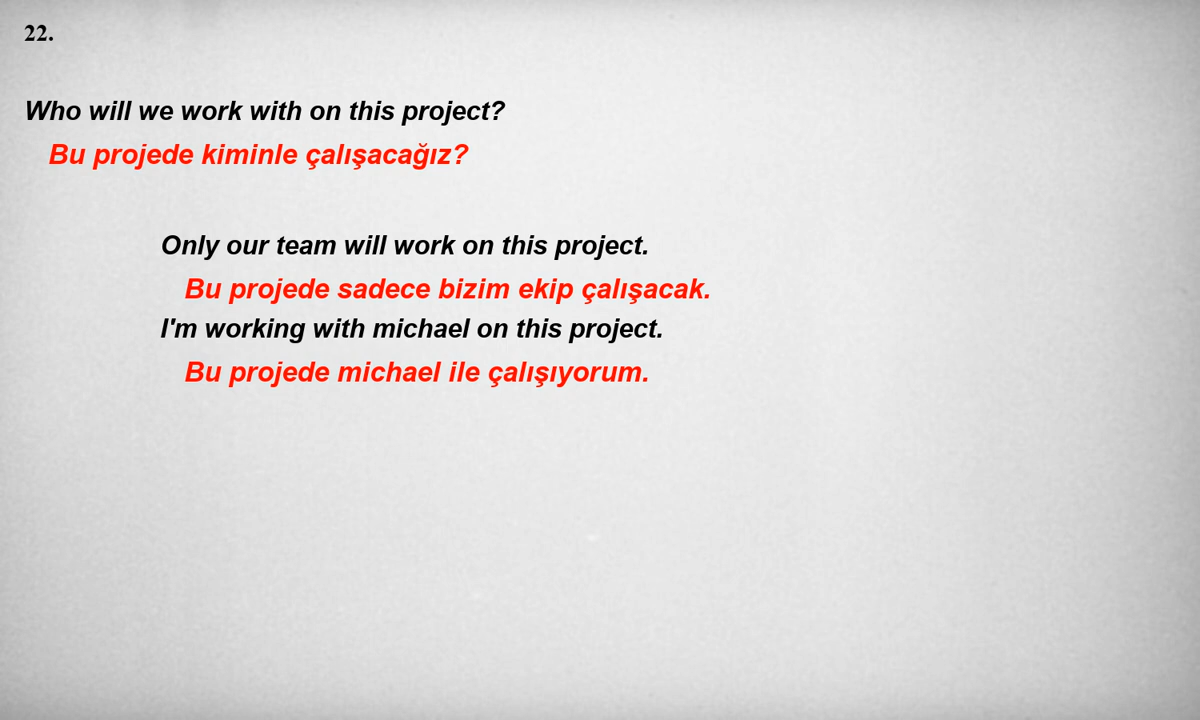 22.
Who will we work with on this project?
Bu projede kiminle çalışacağız?
Only our team will work on this project.
Bu projede sadece bizim ekip çalışacak.
I'm working with michael on this project.
Bu projede michael ile çalışıyorum.